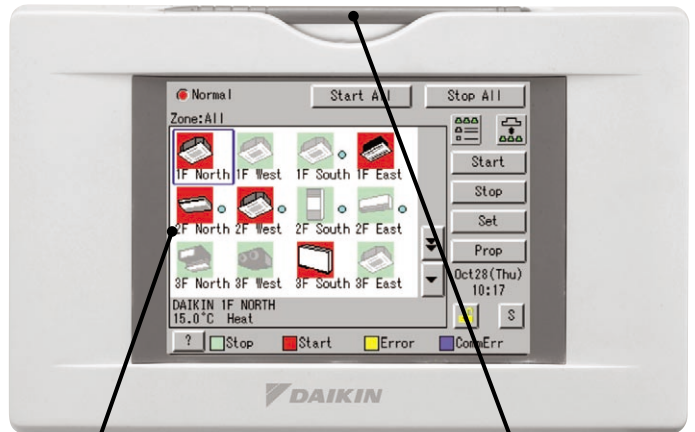 Normal
Start All
Stop All
Zone:All
1F North 1F West 1F South 1F East
Start
Stop
2F North 2F West 2F South 2F East
Set
Prop
3F North 3F West 3F South 3F East
Oct28(Thu)
10:17
DAIKIN 1F NORTH
15.0°C Heat
S
? Stop Start Error CommErr
DAIKIN